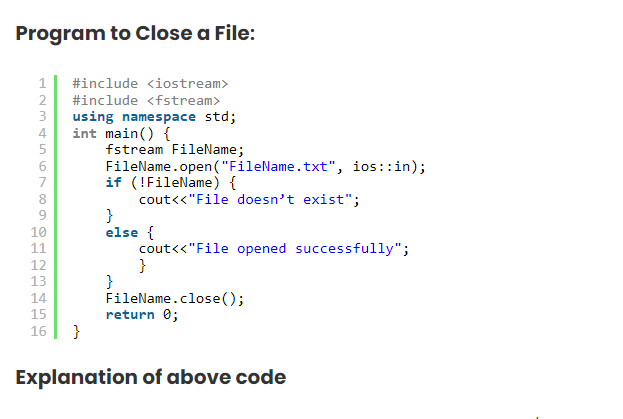 Program to Close a File:
1 #include <iostream>
2 #include <fstream>
3 using namespace std;
4 int main() {
5     fstream FileName;
6     FileName.open("FileName.txt", ios::in);
7     if (!FileName) {
8         cout<<"File doesn’t exist";
9     }
10     else {
11         cout<<"File opened successfully";
12         }
13     }
14     FileName.close();
15     return 0;
16 }
Explanation of above code